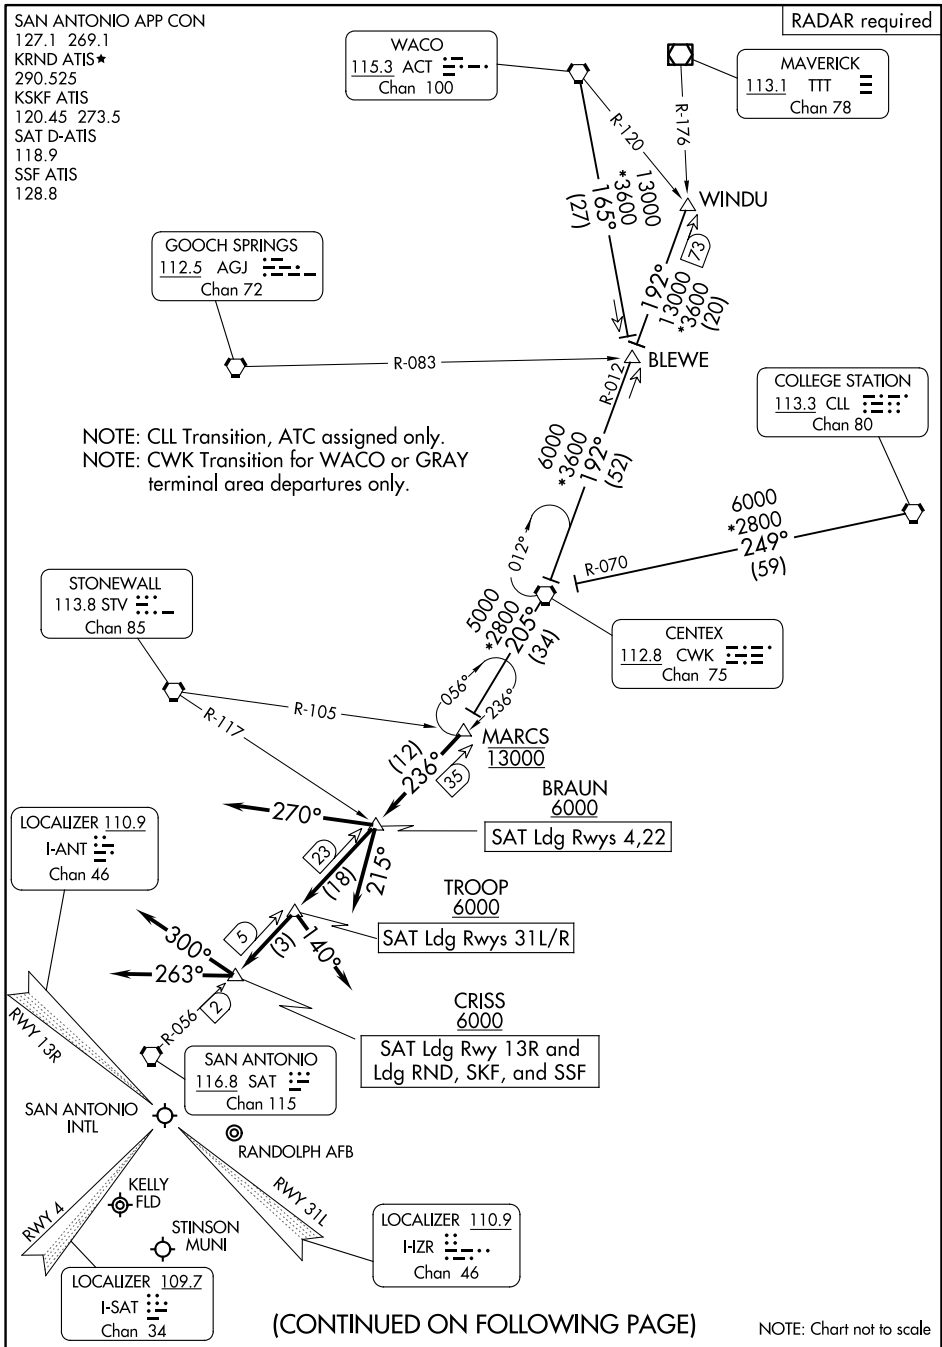 SAN ANTONIO APP CON
127.1 269.1
KRND ATIS★
290.525
KSKF ATIS
120.45 273.5
SAT D-ATIS
118.9
SSF ATIS
128.8
RADAR required
WACO
115.3 ACT
Chan 100
MAVERICK
113.1 TTT
Chan 78
R-120
R-176
13000
*3600
165°
(27)
WINDU
73
192°
13000
*3600
(20)
GOOCH SPRINGS
112.5 AGJ
Chan 72
R-083
BLEWE
R-012
COLLEGE STATION
113.3 CLL
Chan 80
NOTE: CLL Transition, ATC assigned only.
NOTE: CWK Transition for WACO or GRAY
terminal area departures only.
6000
*3600
192°
(52)
6000
*2800
249°
(59)
R-070
012°
STONEWALL
113.8 STV
Chan 85
5000
*2800
205°
(34)
CENTEX
112.8 CWK
Chan 75
056°
236°
R-105
R-117
MARCS
13000
(12)
236°
35
BRAUN
6000
SAT Ldg Rwys 4,22
270°
215°
23
(18)
LOCALIZER 110.9
I-ANT
Chan 46
TROOP
6000
SAT Ldg Rwys 31L/R
5
(3)
140°
300°
263°
CRISS
6000
SAT Ldg Rwy 13R and
Ldg RND, SKF, and SSF
R-056
2
RWY 13R
SAN ANTONIO
116.8 SAT
Chan 115
SAN ANTONIO
INTL
RANDOLPH AFB
KELLY
FLD
RWY 4
RWY 31L
STINSON
MUNI
LOCALIZER 110.9
I-IZR
Chan 46
LOCALIZER 109.7
I-SAT
Chan 34
(CONTINUED ON FOLLOWING PAGE)
NOTE: Chart not to scale